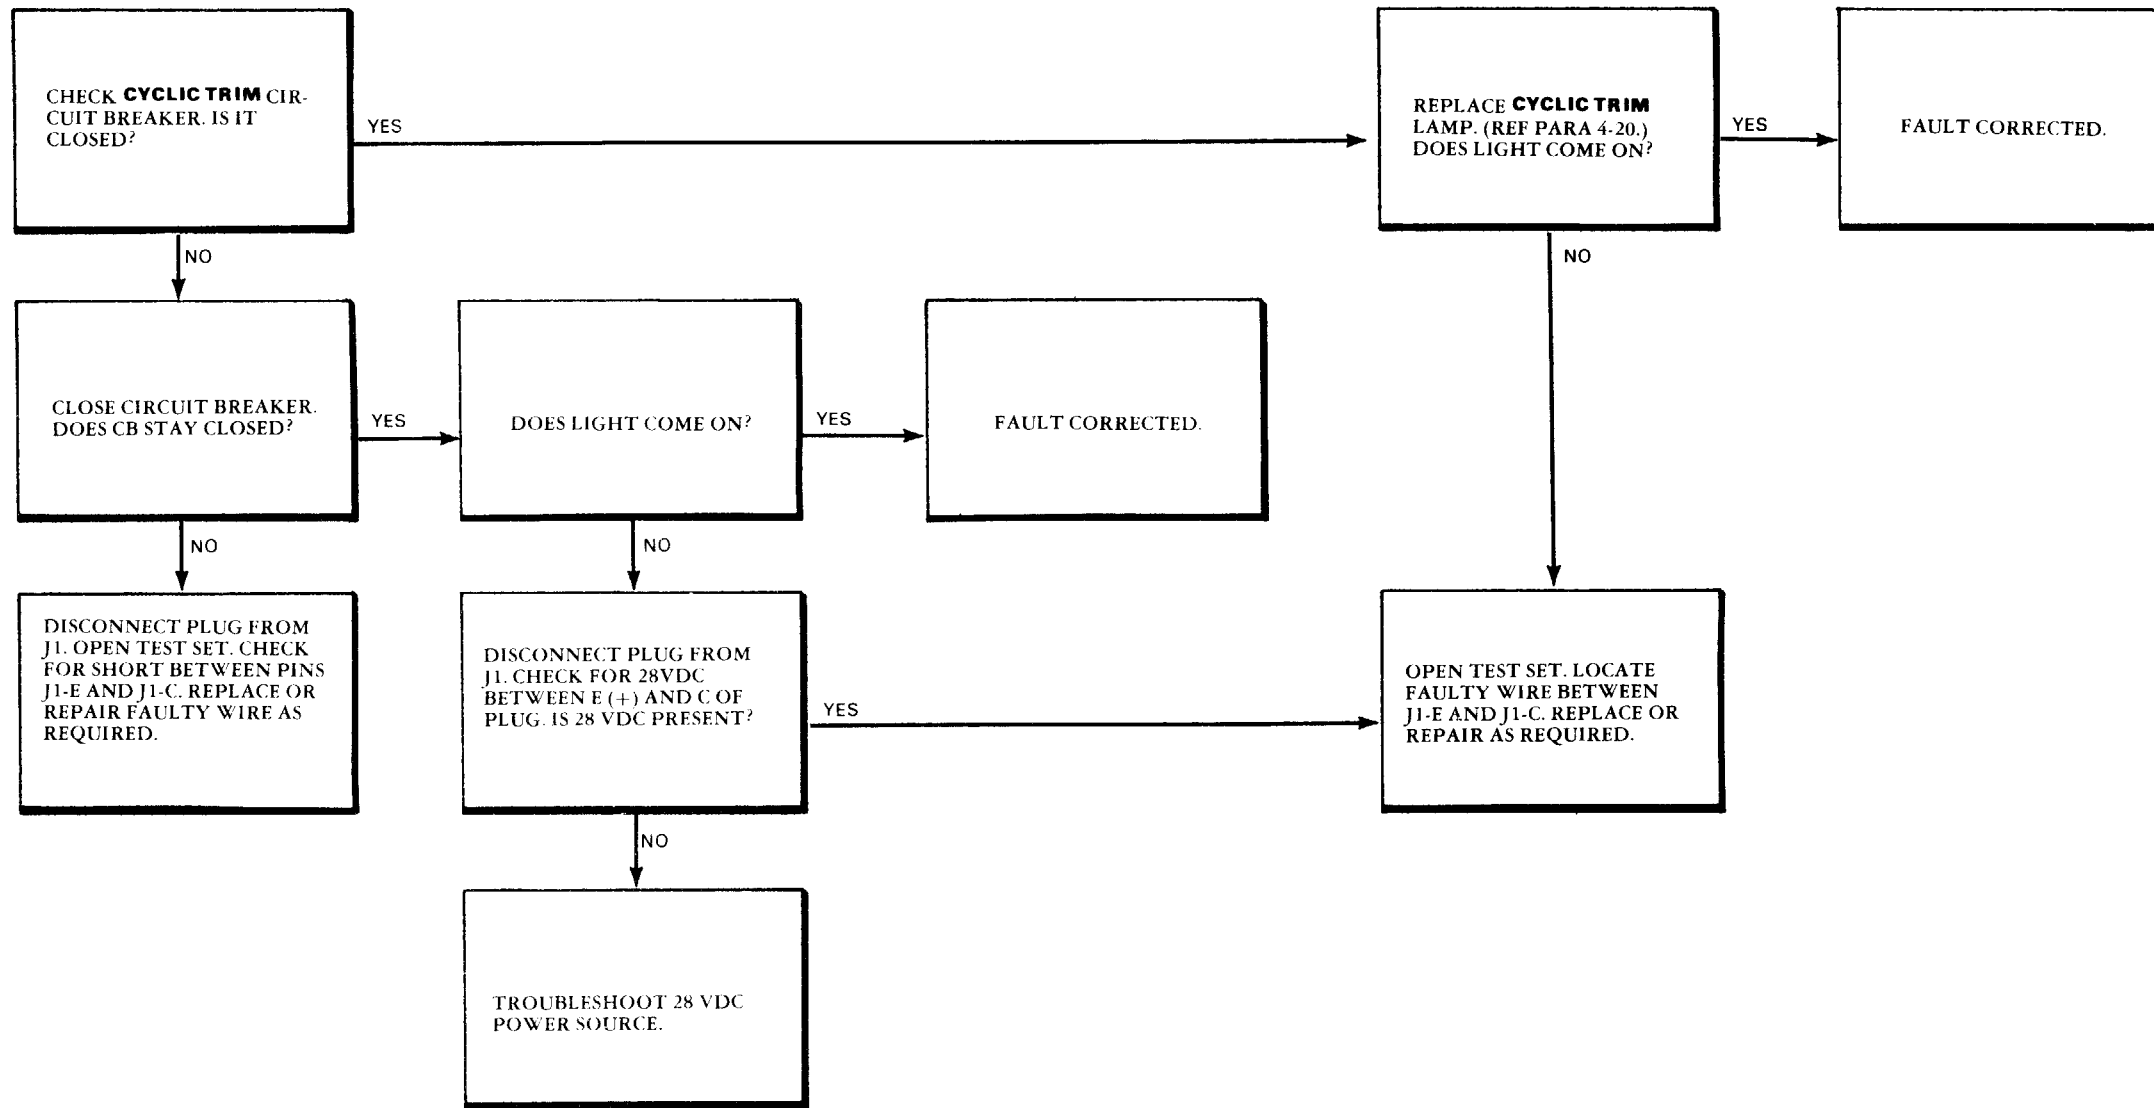 CHECK CYCLIC TRIM CIR-
CUIT BREAKER. IS IT
CLOSED?
YES
REPLACE CYCLIC TRIM
LAMP. (REF PARA 4-20.)
DOES LIGHT COME ON?
YES
FAULT CORRECTED.
NO
NO
CLOSE CIRCUIT BREAKER.
DOES CB STAY CLOSED?
YES
DOES LIGHT COME ON?
YES
FAULT CORRECTED.
NO
NO
DISCONNECT PLUG FROM
J1. OPEN TEST SET. CHECK
FOR SHORT BETWEEN PINS
J1-E AND J1-C. REPLACE OR
REPAIR FAULTY WIRE AS
REQUIRED.
DISCONNECT PLUG FROM
J1. CHECK FOR 28VDC
BETWEEN E (+) AND C OF
PLUG. IS 28 VDC PRESENT?
YES
OPEN TEST SET. LOCATE
FAULTY WIRE BETWEEN
J1-E AND J1-C. REPLACE OR
REPAIR AS REQUIRED.
NO
TROUBLESHOOT 28 VDC
POWER SOURCE.